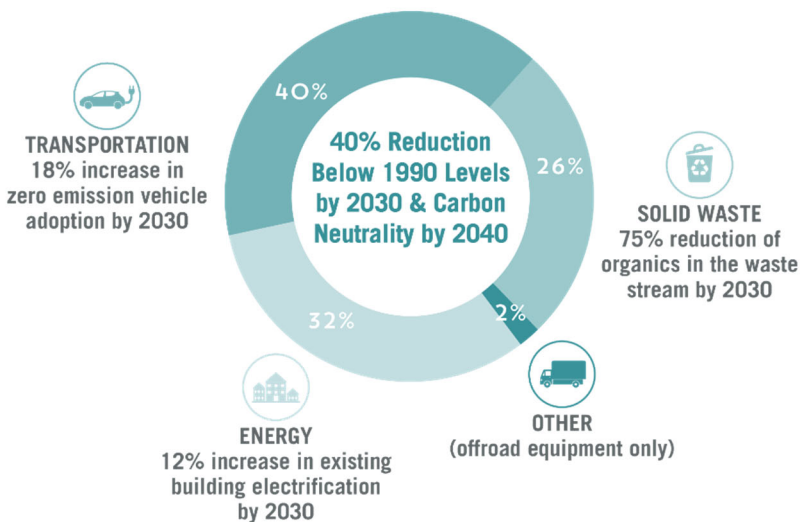 40%
TRANSPORTATION
18% increase in
zero emission vehicle
adoption by 2030
40% Reduction
Below 1990 Levels
by 2030 & Carbon
Neutrality by 2040
26%
SOLID WASTE
75% reduction of
organics in the waste
stream by 2030
32%
2%
ENERGY
12% increase in existing
building electrification
by 2030
OTHER
(offroad equipment only)